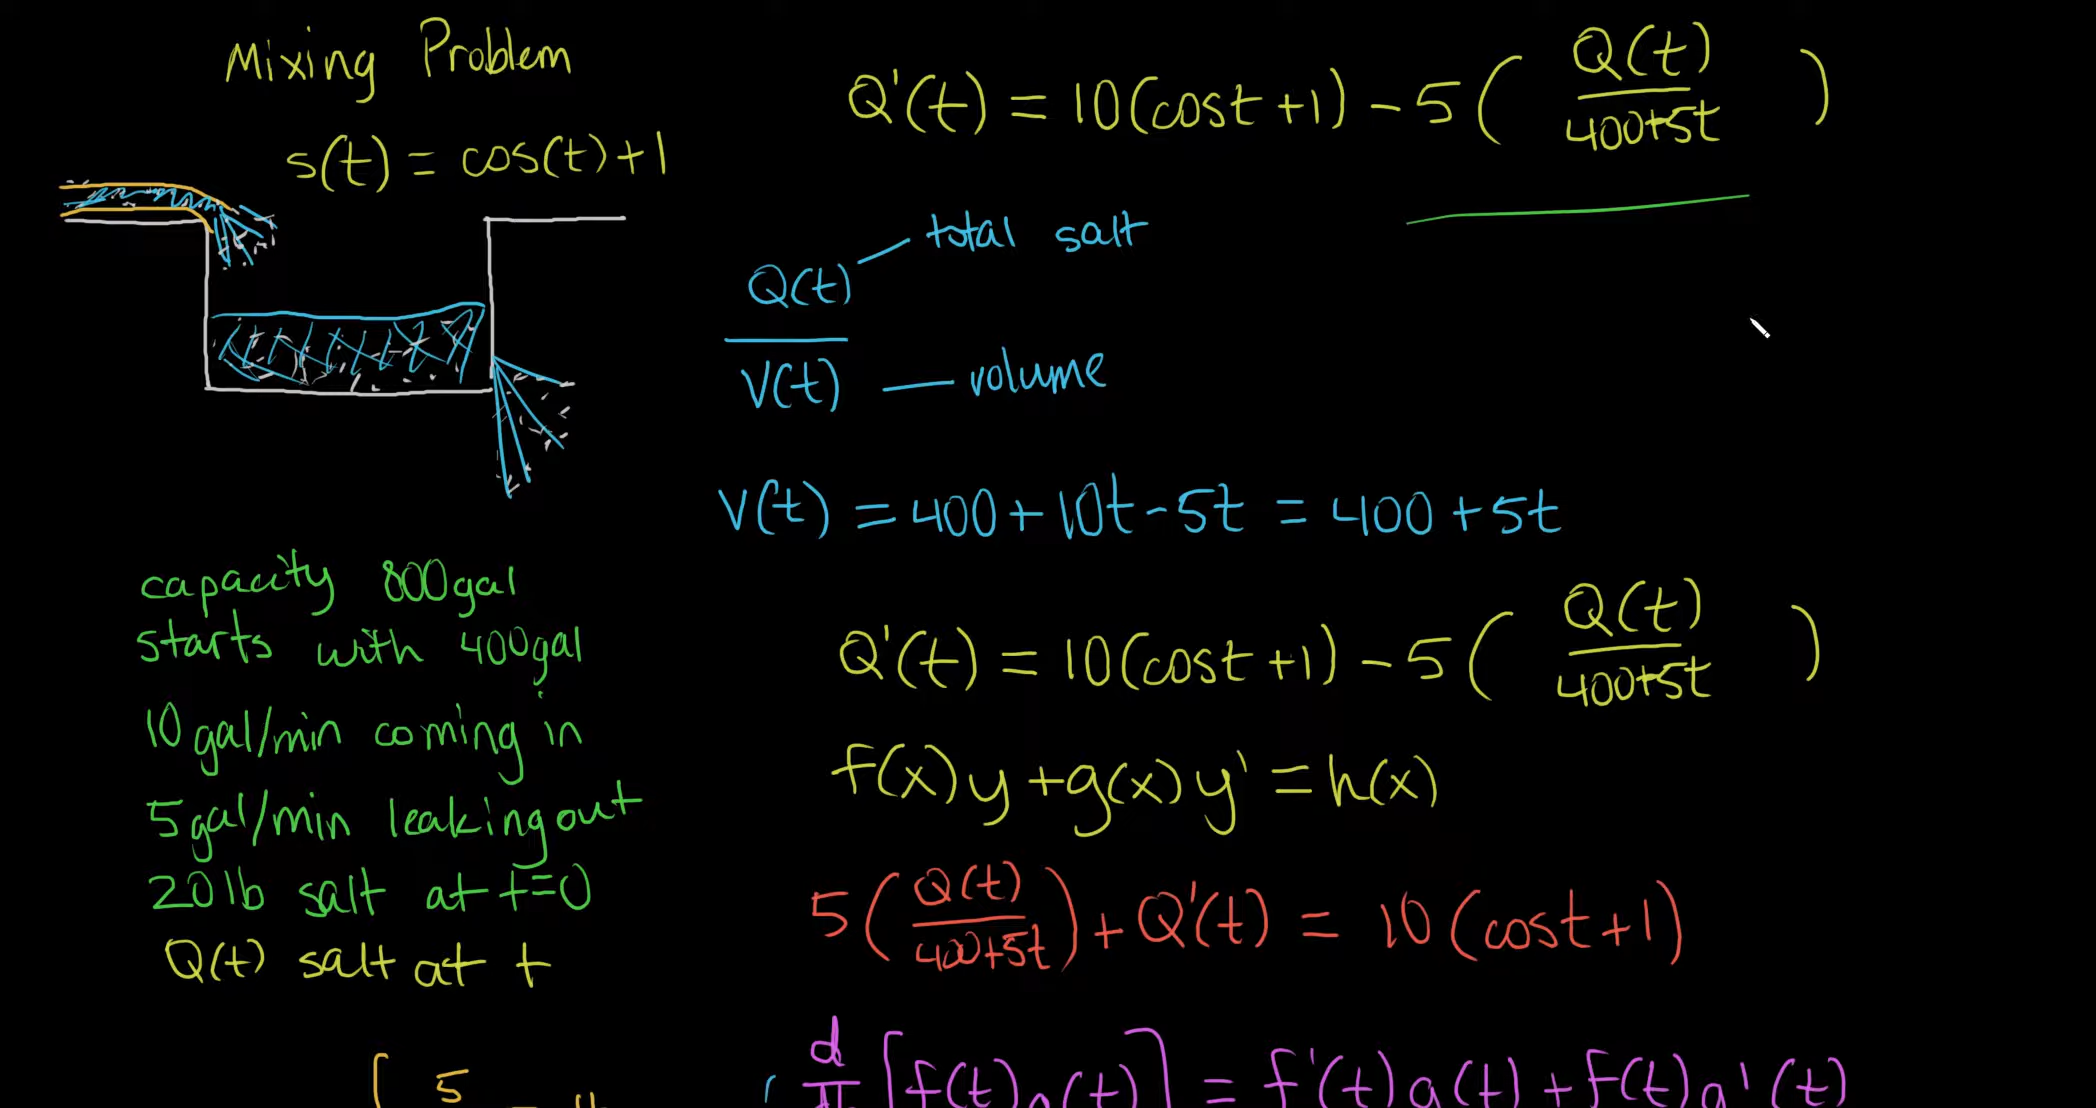 Mixing Problem
s(t) = cos(t)+1
capacity 800gal
starts with 400gal
10gal/min coming in
5gal/min leaking out
20lb salt at t=0
Q(t) salt at t
5
Q'(t) = 10(cost+1) - 5( Q(t)/400+5t )
Q(t) — total salt
V(t) — volume
V(t) = 400+10t-5t = 400+5t
Q'(t) = 10(cost+1) - 5( Q(t)/400+5t )
f(x)y + g(x)y' = h(x)
5( Q(t)/400+5t ) + Q'(t) = 10(cost+1)